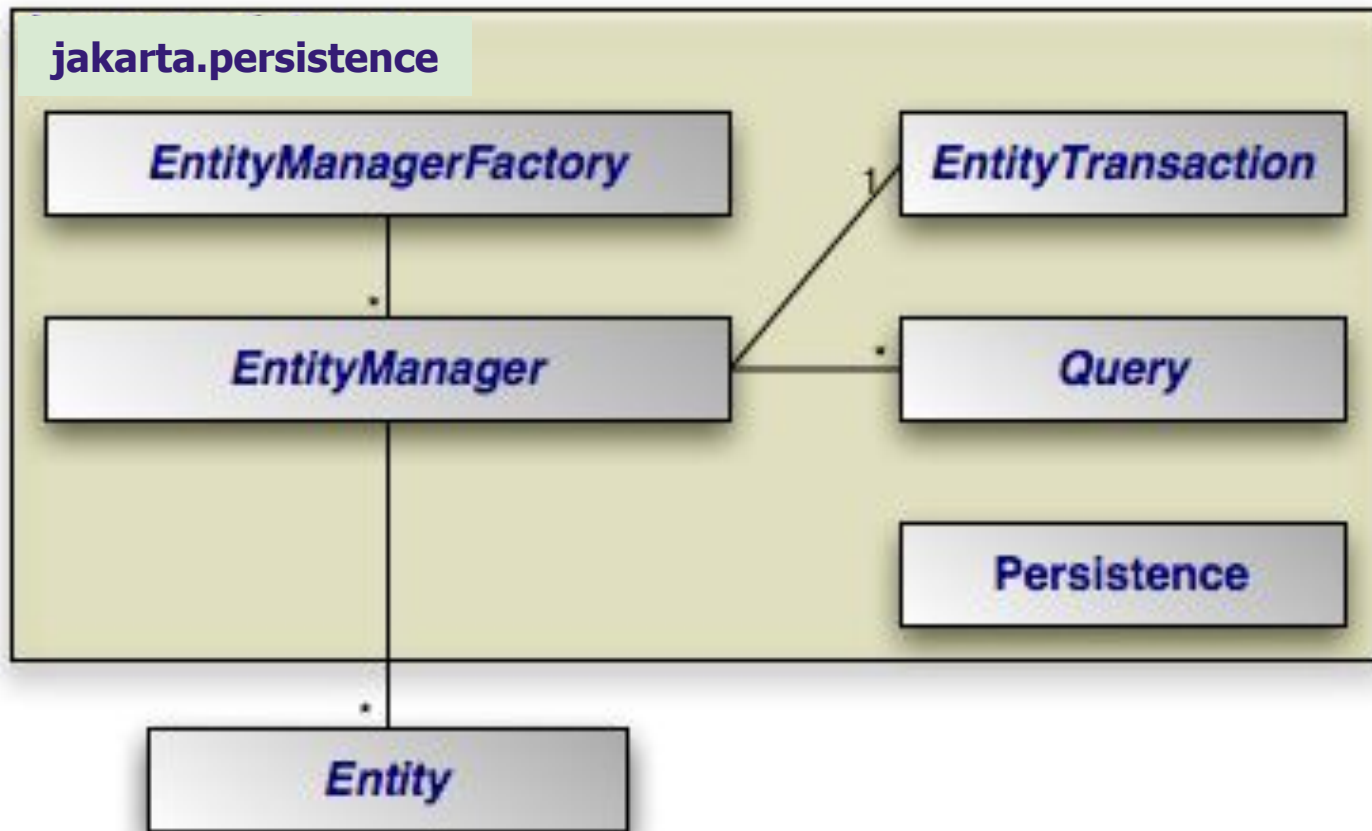 jakarta.persistence
EntityManagerFactory
1
EntityTransaction
*
EntityManager
*
Query
Persistence
*
Entity